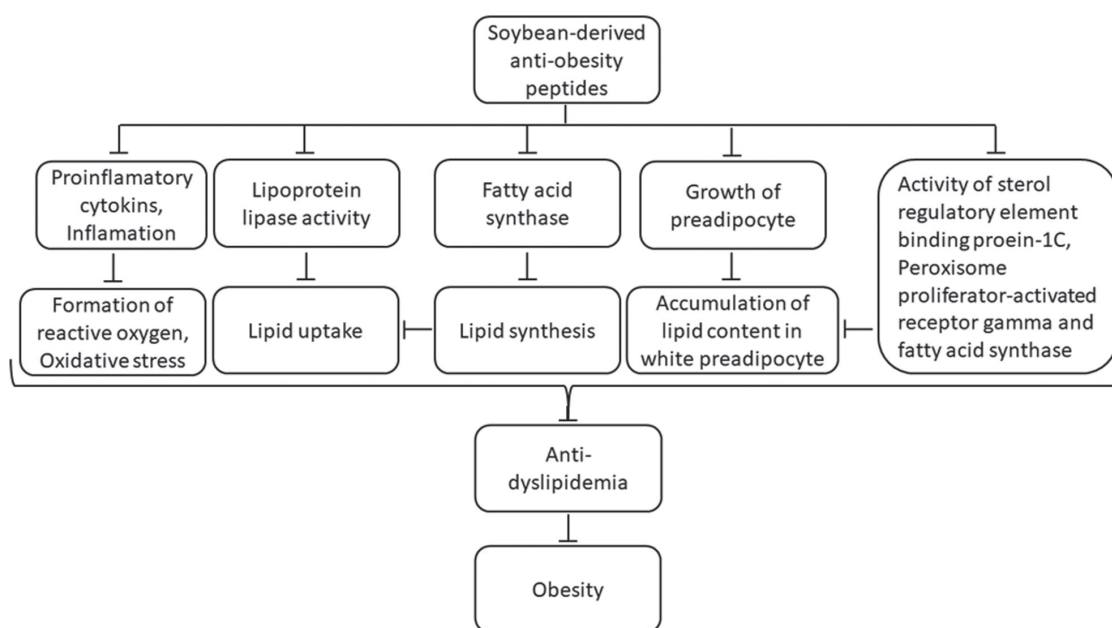 Soybean-derived
anti-obesity
peptides
Proinflamatory
cytokins,
Inflamation
Lipoprotein
lipase activity
Fatty acid
synthase
Growth of
preadipocyte
Activity of sterol
regulatory element
binding proein-1C,
Peroxisome
proliferator-activated
receptor gamma and
fatty acid synthase
Formation of
reactive oxygen,
Oxidative stress
Lipid uptake
Lipid synthesis
Accumulation of
lipid content in
white preadipocyte
Anti-
dyslipidemia
Obesity